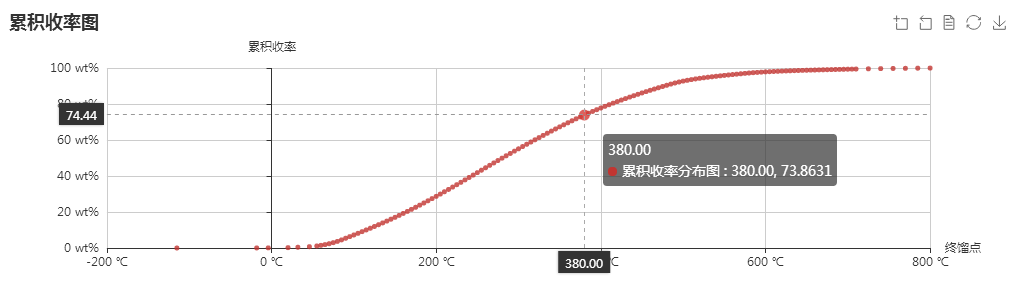 累积收率图
累积收率
100 wt%
80 wt%
74.44
60 wt%
40 wt%
20 wt%
0 wt%
380.00
累积收率分布图 : 380.00, 73.8631
终馏点
-200 ℃
0 ℃
200 ℃
380.00
℃
600 ℃
800 ℃